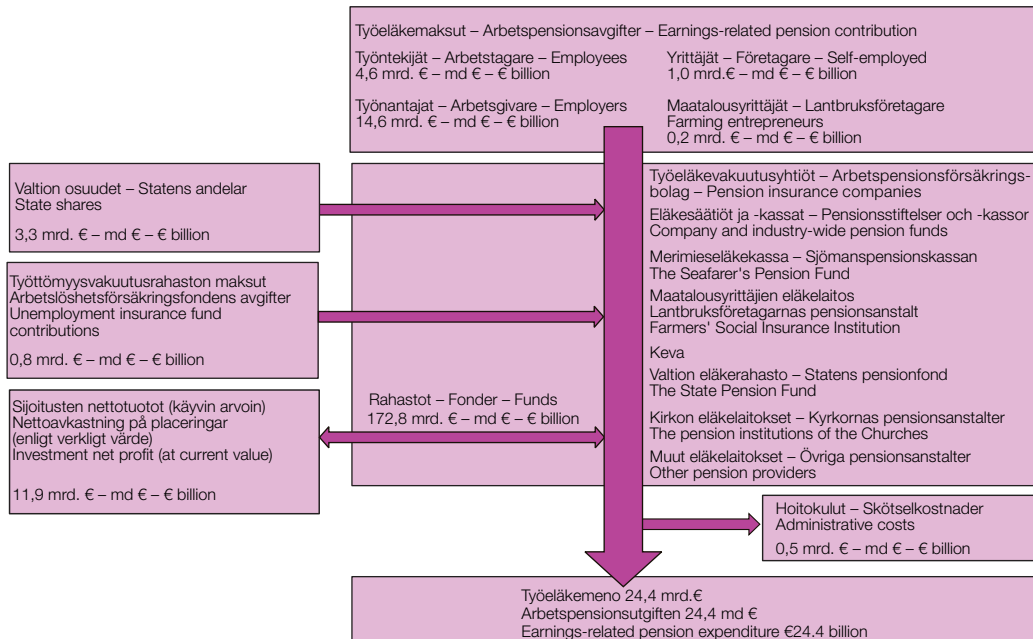 Työeläkemaksut – Arbetspensionsavgifter – Earnings-related pension contribution
Työntekijät – Arbetstagare – Employees
4,6 mrd. € – md € – € billion
Yrittäjät – Företagare – Self-employed
1,0 mrd.€ – md € – € billion
Työnantajat – Arbetsgivare – Employers
14,6 mrd. € – md € – € billion
Maatalousyrittäjät – Lantbruksföretagare
Farming entrepreneurs
0,2 mrd. € – md € – € billion
Valtion osuudet – Statens andelar
State shares
3,3 mrd. € – md € – € billion
Työttömyysvakuutusrahaston maksut
Arbetslöshetsförsäkringsfondens avgifter
Unemployment insurance fund
contributions
0,8 mrd. € – md € – € billion
Sijoitusten nettotuotot (käyvin arvoin)
Nettoavkastning på placeringar
(enligt verkligt värde)
Investment net profit (at current value)
11,9 mrd. € – md € – € billion
Rahastot – Fonder – Funds
172,8 mrd. € – md € – € billion
Työeläkevakuutusyhtiöt – Arbetspensionsförsäkrings-
bolag – Pension insurance companies
Eläkesäätiöt ja -kassat – Pensionsstiftelser och -kassor
Company and industry-wide pension funds
Merimieseläkekassa – Sjömanspensionskassan
The Seafarer's Pension Fund
Maatalousyrittäjien eläkelaitos
Lantbruksföretagarnas pensionsanstalt
Farmers' Social Insurance Institution
Keva
Valtion eläkerahasto – Statens pensionfond
The State Pension Fund
Kirkon eläkelaitokset – Kyrkornas pensionsanstalter
The pension institutions of the Churches
Muut eläkelaitokset – Övriga pensionsanstalter
Other pension providers
Hoitokulut – Skötselkostnader
Administrative costs
0,5 mrd. € – md € – € billion
Työeläkemeno 24,4 mrd.€
Arbetspensionsutgiften 24,4 md €
Earnings-related pension expenditure €24.4 billion